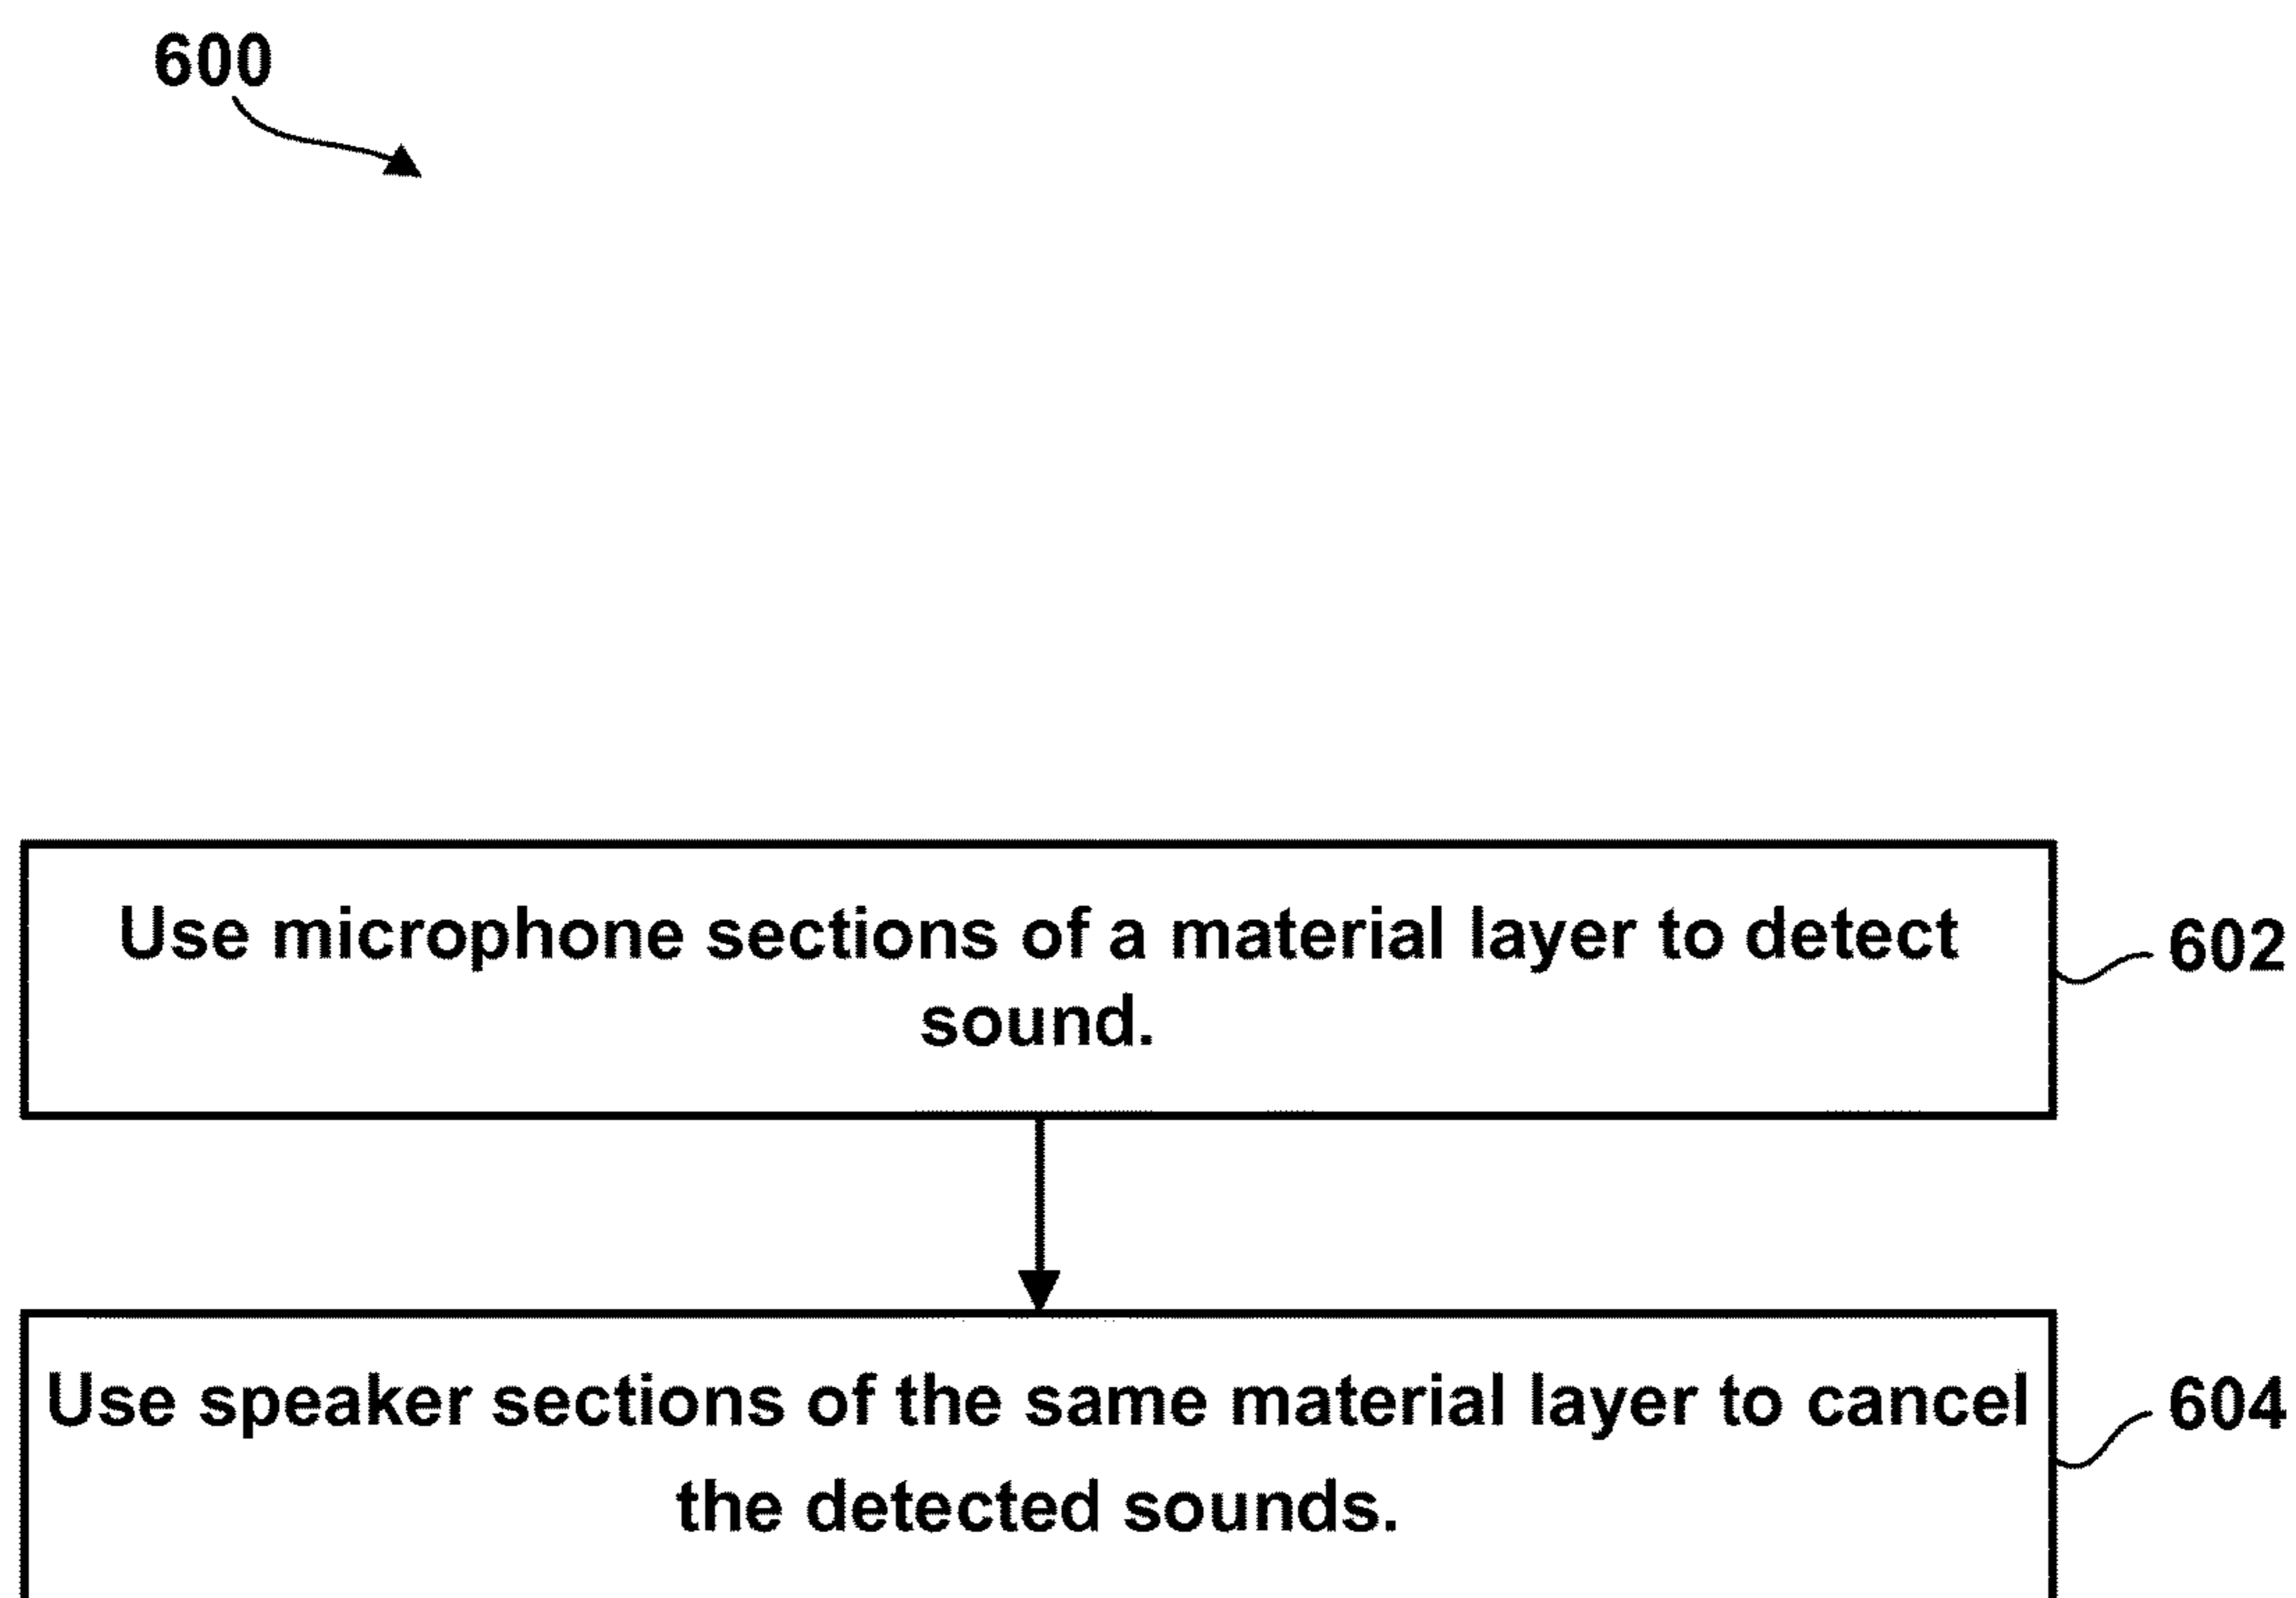 600
Use microphone sections of a material layer to detect
sound.
602
Use speaker sections of the same material layer to cancel
the detected sounds.
604